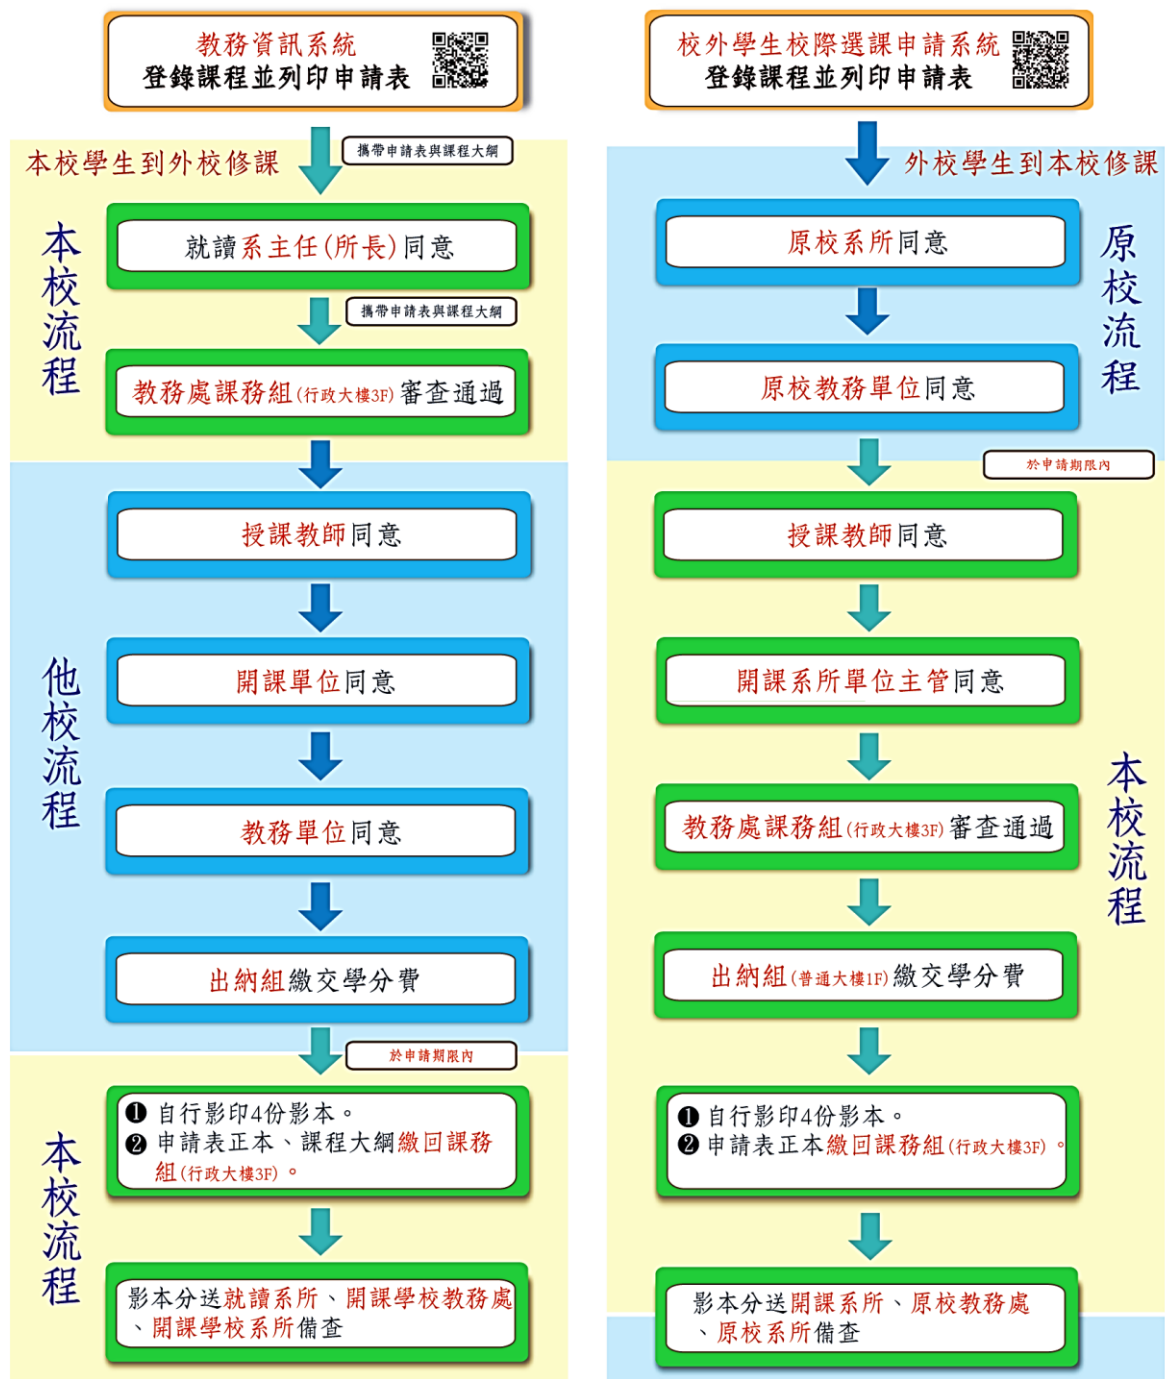 教務資訊系統
登錄課程並列印申請表
本校學生到外校修課
攜帶申請表與課程大綱
本校流程
就讀系主任(所長)同意
攜帶申請表與課程大綱
教務處課務組(行政大樓3F)審查通過
他校流程
授課教師同意
開課單位同意
教務單位同意
出納組繳交學分費
於申請期限內
本校流程
❶ 自行影印4份影本。
❷ 申請表正本、課程大綱繳回課務
組(行政大樓3F)。
影本分送就讀系所、開課學校教務處
、開課學校系所備查
校外學生校際選課申請系統
登錄課程並列印申請表
外校學生到本校修課
原校流程
原校系所同意
原校教務單位同意
於申請期限內
授課教師同意
開課系所單位主管同意
本校流程
教務處課務組(行政大樓3F)審查通過
出納組(普通大樓1F)繳交學分費
❶ 自行影印4份影本。
❷ 申請表正本繳回課務組(行政大樓3F)。
影本分送開課系所、原校教務處
、原校系所備查